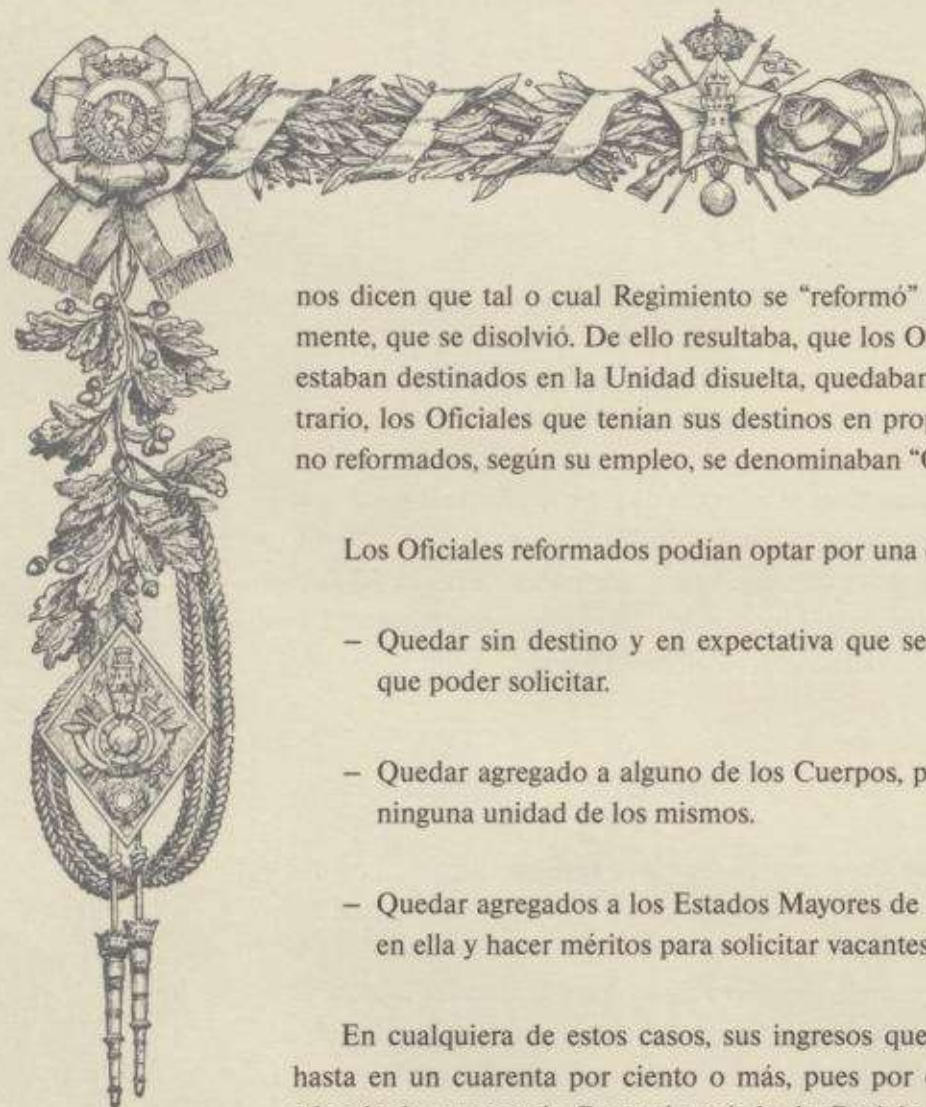 nos dicen que tal o cual Regimiento se “reformó”
mente, que se disolvió. De ello resultaba, que los O
estaban destinados en la Unidad disuelta, quedaban
trario, los Oficiales que tenían sus destinos en prop
no reformados, según su empleo, se denominaban “
Los Oficiales reformados podían optar por una
– Quedar sin destino y en expectativa que se
que poder solicitar.
– Quedar agregado a alguno de los Cuerpos, p
ninguna unidad de los mismos.
– Quedar agregados a los Estados Mayores de
en ella y hacer méritos para solicitar vacantes
En cualquiera de estos casos, sus ingresos que
hasta en un cuarenta por ciento o más, pues por